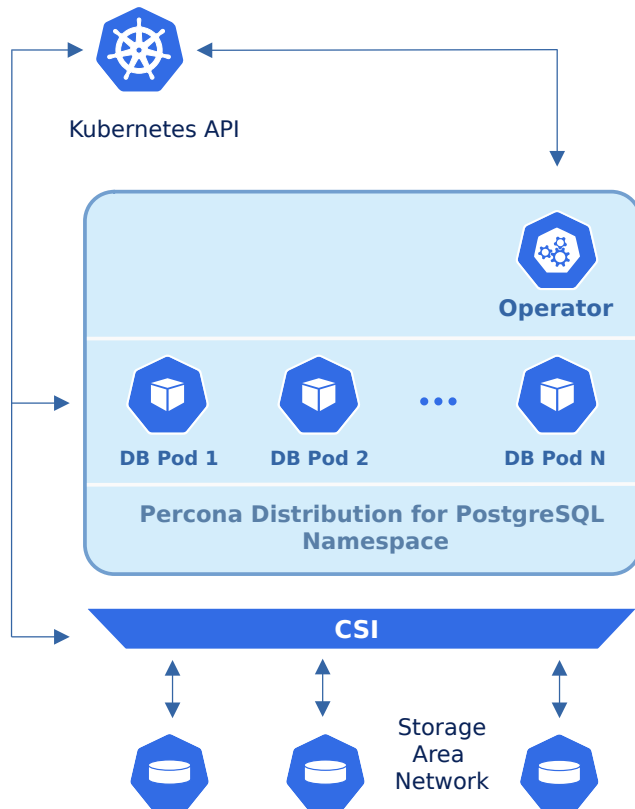 Kubernetes API
Operator
DB Pod 1
DB Pod 2
...
DB Pod N
Percona Distribution for PostgreSQL
Namespace
CSI
Storage
Area
Network